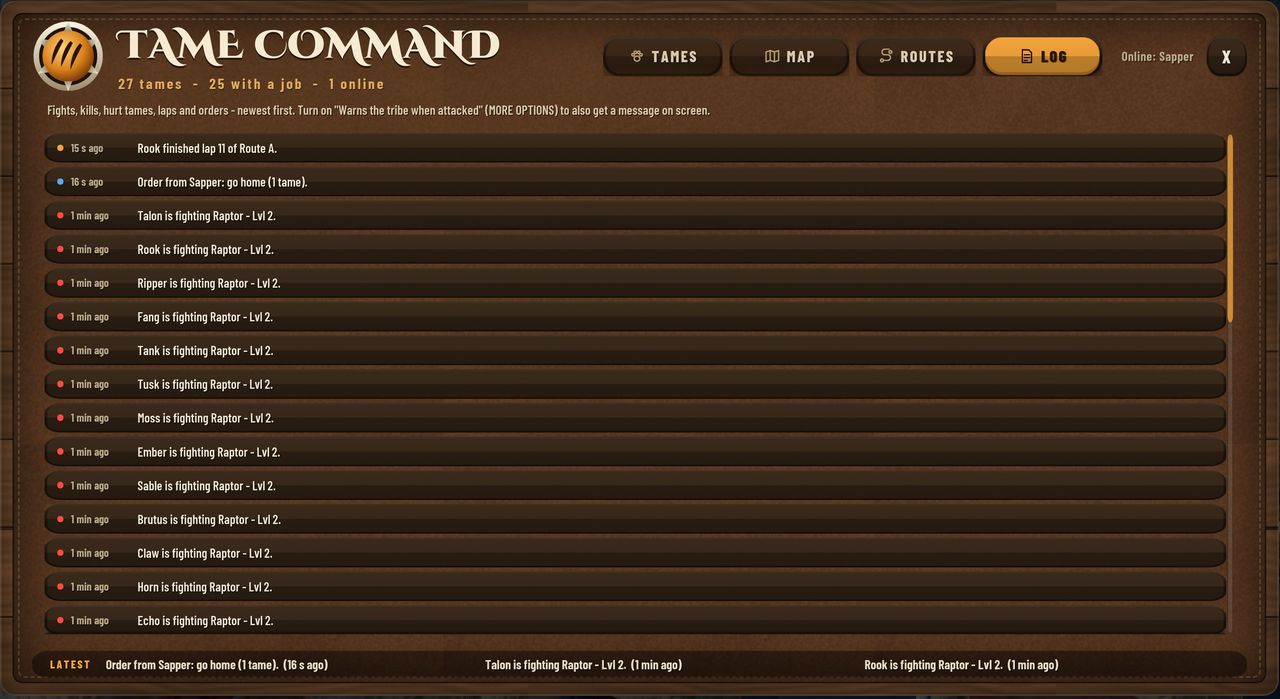 TAME COMMAND
27 tames - 25 with a job - 1 online
TAMES
MAP
ROUTES
LOG
Online: Sapper
X
Fights, kills, hurt tames, laps and orders - newest first. Turn on "Warns the tribe when attacked" (MORE OPTIONS) to also get a message on screen.
15 s ago Rook finished lap 11 of Route A.
16 s ago Order from Sapper: go home (1 tame).
1 min ago Talon is fighting Raptor - Lvl 2.
1 min ago Rook is fighting Raptor - Lvl 2.
1 min ago Ripper is fighting Raptor - Lvl 2.
1 min ago Fang is fighting Raptor - Lvl 2.
1 min ago Tank is fighting Raptor - Lvl 2.
1 min ago Tusk is fighting Raptor - Lvl 2.
1 min ago Moss is fighting Raptor - Lvl 2.
1 min ago Ember is fighting Raptor - Lvl 2.
1 min ago Sable is fighting Raptor - Lvl 2.
1 min ago Brutus is fighting Raptor - Lvl 2.
1 min ago Claw is fighting Raptor - Lvl 2.
1 min ago Horn is fighting Raptor - Lvl 2.
1 min ago Echo is fighting Raptor - Lvl 2.
LATEST Order from Sapper: go home (1 tame). (16 s ago) Talon is fighting Raptor - Lvl 2. (1 min ago) Rook is fighting Raptor - Lvl 2. (1 min ago)